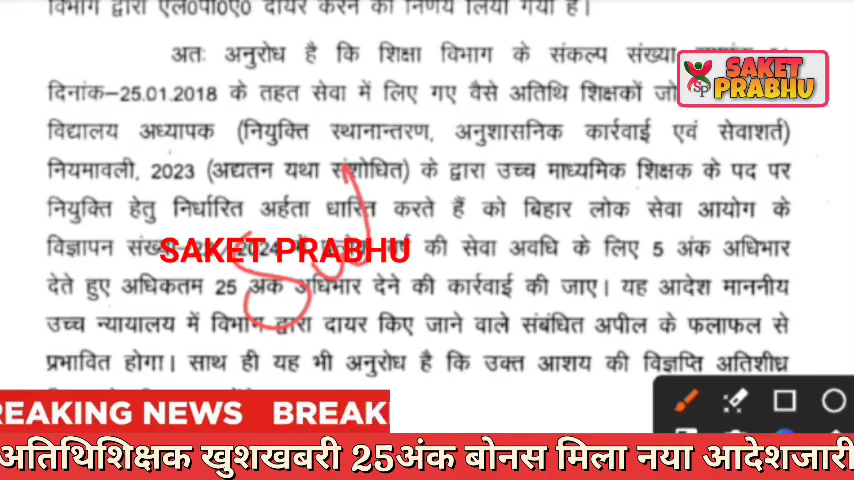 विभाग द्वारा एल०पी०ए० दायर करने का निर्णय लिया गया है।
अतः अनुरोध है कि शिक्षा विभाग के संकल्प संख्या
SAKET PRABHU
SP
दिनांक-25.01.2018 के तहत सेवा में लिए गए वैसे अतिथि शिक्षकों जो
विद्यालय अध्यापक (नियुक्ति स्थानान्तरण, अनुशासनिक कार्रवाई एवं सेवाशर्त)
नियमावली, 2023 (अद्यतन यथा संशोधित) के द्वारा उच्च माध्यमिक शिक्षक के पद पर
नियुक्ति हेतु निर्धारित अर्हता धारित करते हैं को बिहार लोक सेवा आयोग के
विज्ञापन की सेवा अवधि के लिए 5 अंक अधिभार
SAKET PRABHU
देते हुए अधिकतम 25 अंक अधिभार देने की कार्रवाई की जाए। यह आदेश माननीय
उच्च न्यायालय में विभाग द्वारा दायर किए जाने वाले संबंधित अपील के फलाफल से
प्रभावित होगा। साथ ही यह भी अनुरोध है कि उक्त आशय की विज्ञप्ति अतिशीध्र
REAKING NEWS BREAK
अतिथिशिक्षक खुशखबरी 25अंक बोनस मिला नया आदेशजारी